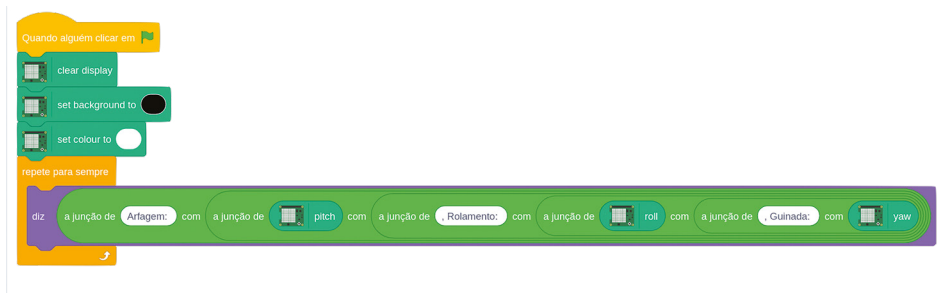 Quando alguém clicar em
clear display
set background to
set colour to
repete para sempre
diz a junção de Arfagem: com a junção de pitch com a junção de , Rolamento: com a junção de roll com a junção de , Guinada: com yaw